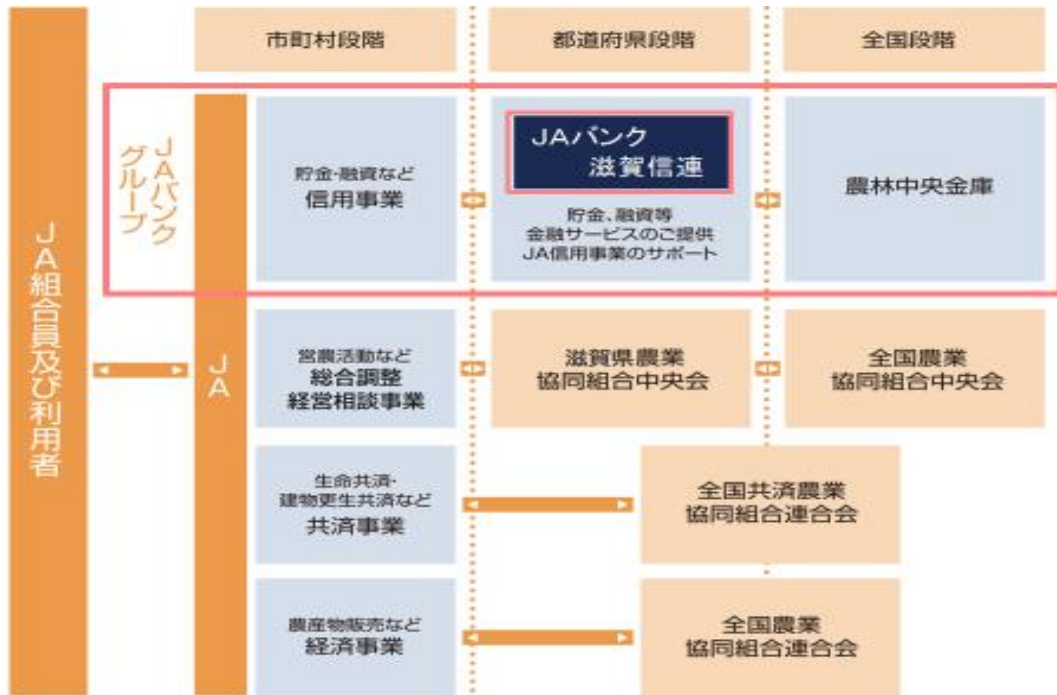 市町村段階
都道府県段階
全国段階
JA組合員及び利用者
JAバンク
グループ
JA
貯金・融資など
信用事業
JAバンク
滋賀信連
貯金、融資等
金融サービスのご提供
JA信用事業のサポート
農林中央金庫
営農活動など
総合調整
経営相談事業
滋賀県農業
協同組合中央会
全国農業
協同組合中央会
生命共済・
建物更生共済など
共済事業
全国共済農業
協同組合連合会
農産物販売など
経済事業
全国農業
協同組合連合会